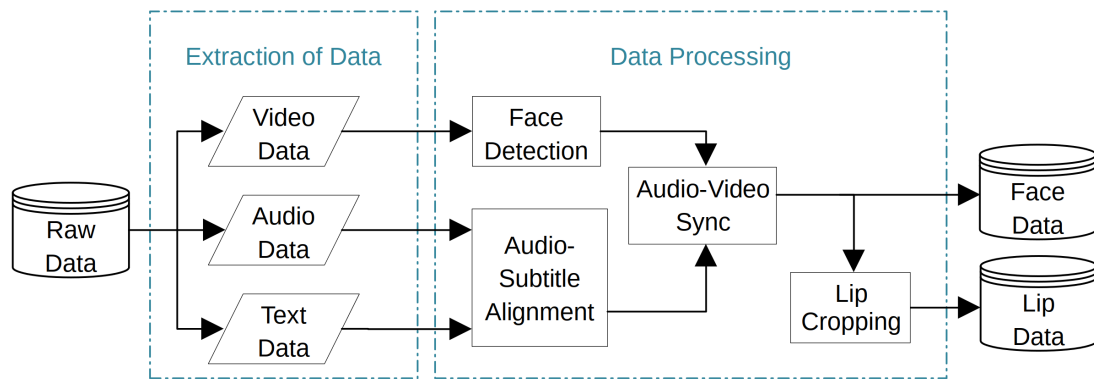 Extraction of Data
Data Processing
Raw
Data
Video
Data
Audio
Data
Text
Data
Face
Detection
Audio-
Subtitle
Alignment
Audio-Video
Sync
Lip
Cropping
Face
Data
Lip
Data